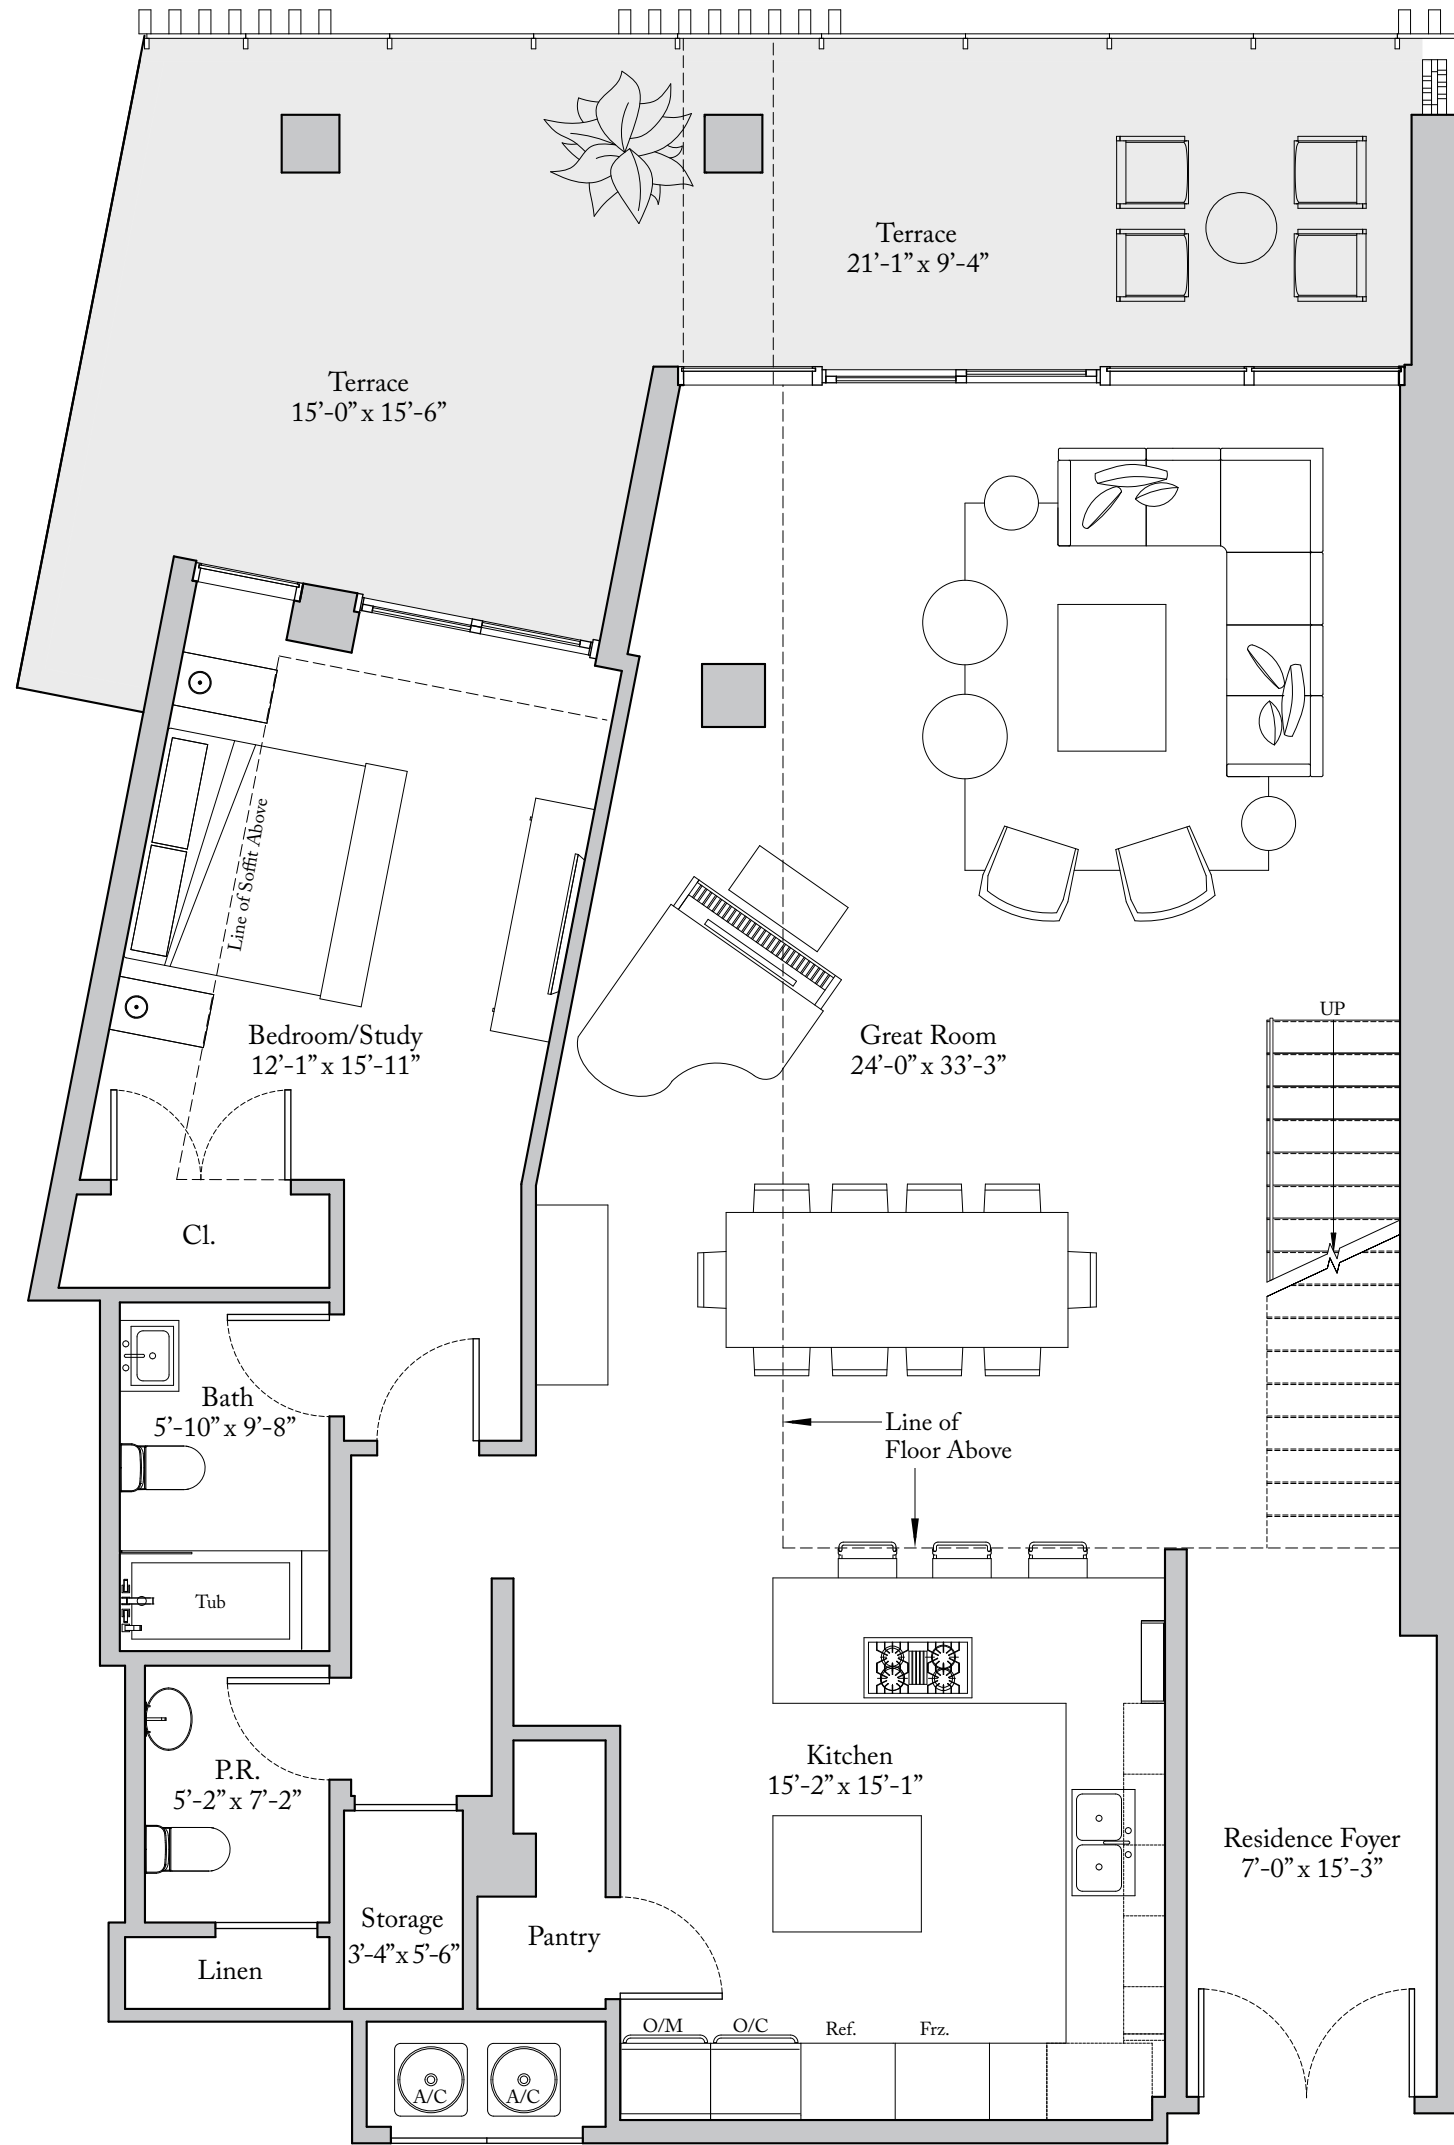 Terrace
21’-1” x 9’-4”
Terrace
15’-0” x 15’-6”
Line of Soffit Above
Bedroom/Study
12’-1” x 15’-11”
Great Room
24’-0” x 33’-3”
UP
Cl.
Bath
5’-10” x 9’-8”
Line of
Floor Above
Tub
P.R.
5’-2” x 7’-2”
Kitchen
15’-2” x 15’-1”
Residence Foyer
7’-0” x 15’-3”
Storage
3’-4” x 5’-6”
Pantry
Linen
O/M
O/C
Ref.
Frz.
A/C
A/C